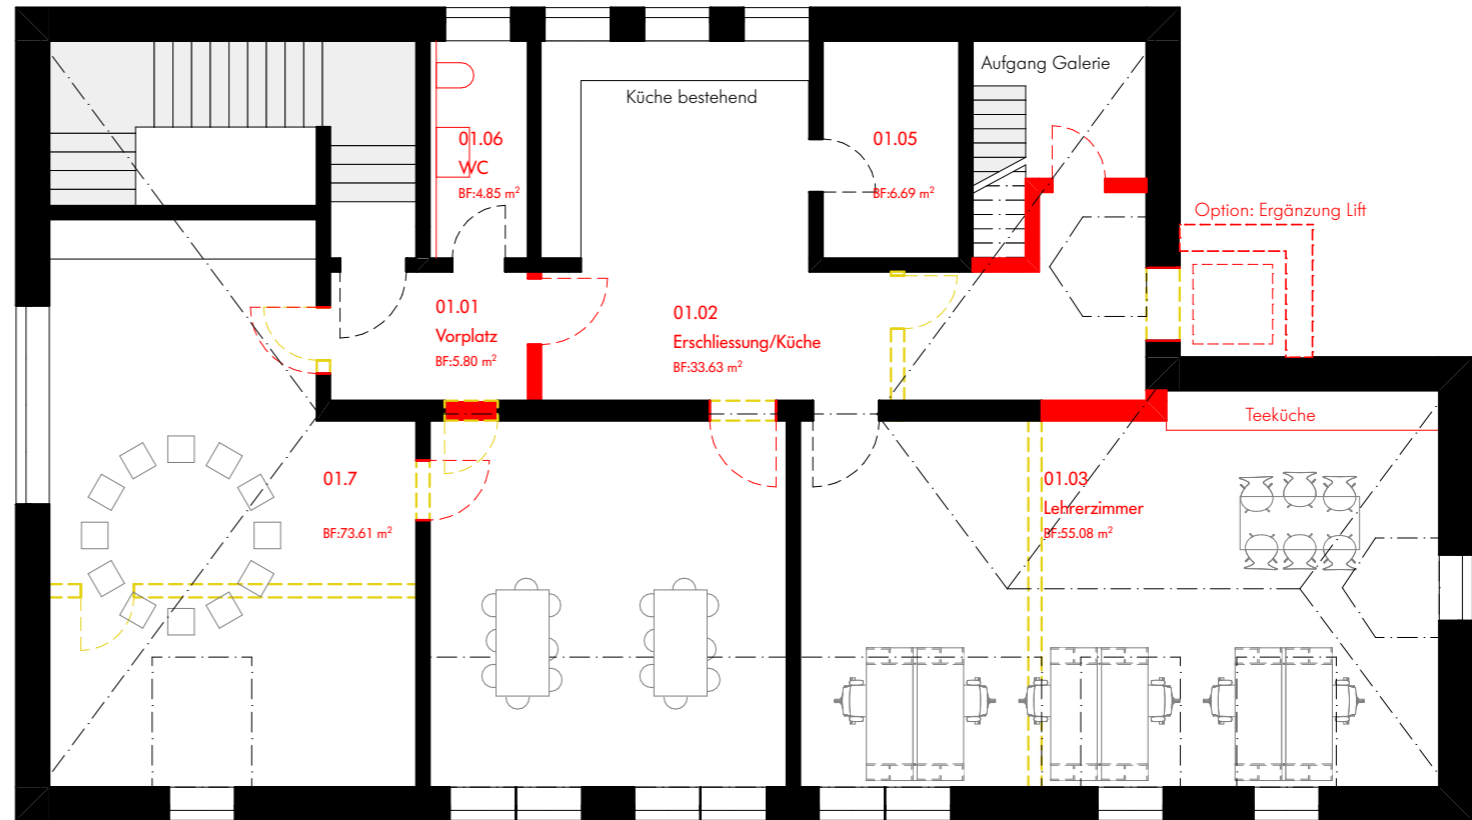 Aufgang Galerie
Küche bestehend
01.06
WC
BF:4.85 m²
01.05
BF:6.69 m²
Option: Ergänzung Lift
01.01
Vorplatz
BF:5.80 m²
01.02
Erschliessung/Küche
BF:33.63 m²
Teeküche
01.7
BF:73.61 m²
01.03
Lehrerzimmer
BF:55.08 m²